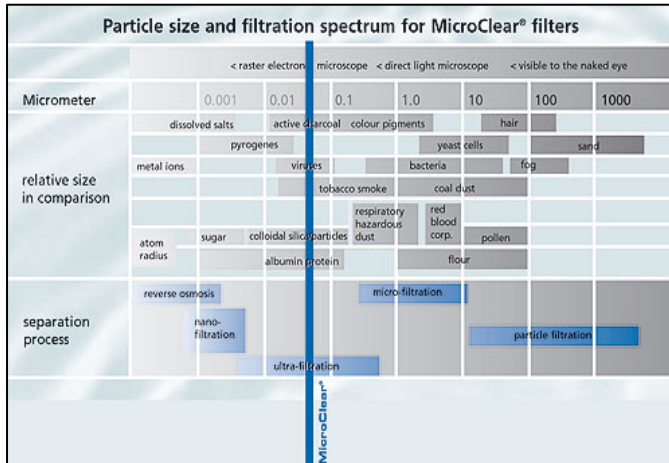 Particle size and filtration spectrum for MicroClear® filters
< raster electron microscope < direct light microscope < visible to the naked eye
Micrometer 0.001 0.01 0.1 1.0 10 100 1000
dissolved salts active charcoal colour pigments hair
pyrogenes yeast cells sand
metal ions viruses bacteria fog
relative size
in comparison
tobacco smoke coal dust
respiratory
hazardous
dust
red
blood
corp.
atom
radius
sugar colloidal silica/particles pollen
albumin protein flour
reverse osmosis micro-filtration
separation
process
nano-
filtration
particle filtration
ultra-filtration
MicroClear®